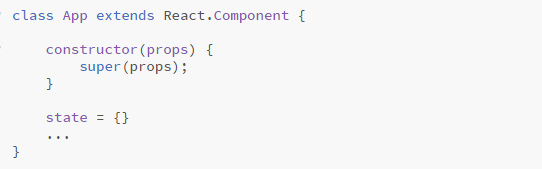 class App extends React.Component {
constructor(props) {
super(props);
}
state = {}
...
}